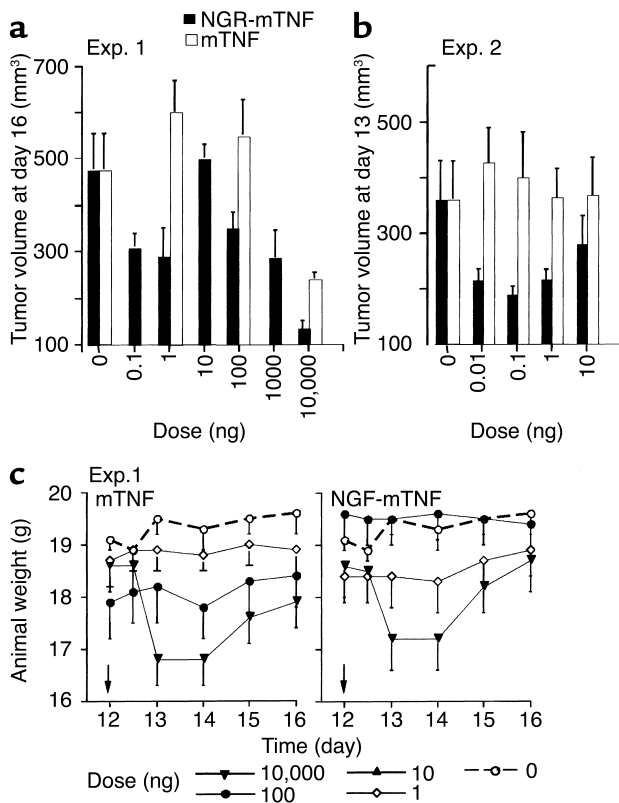 a
NGR-mTNF
mTNF
Exp. 1
Tumor volume at day 16 (mm³)
700
500
300
100
0
0.1
1
10
100
1000
10,000
Dose (ng)
b
Exp. 2
Tumor volume at day 13 (mm³)
500
300
100
0
0.01
0.1
1
10
Dose (ng)
c
Exp.1
mTNF
NGF-mTNF
Animal weight (g)
20
19
18
17
16
12 13 14 15 16
12 13 14 15 16
Time (day)
Dose (ng)
10,000
10
0
100
1